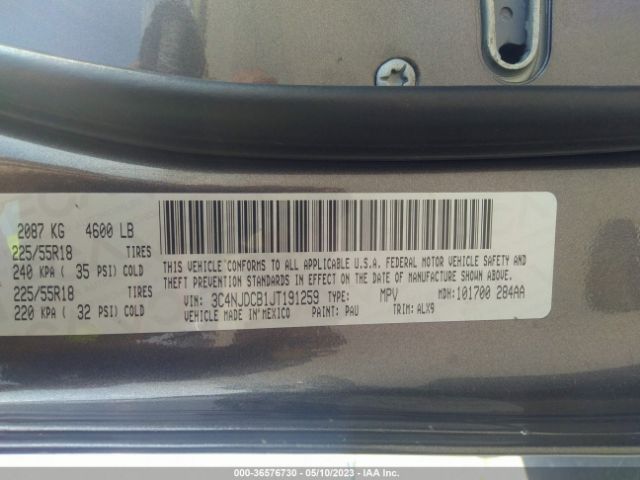 2087 KG 4600 LB
225/55R18 TIRES
240 KPA ( 35 PSI) COLD
225/55R18 TIRES
220 KPA ( 32 PSI) COLD
THIS VEHICLE CONFORMS TO ALL APPLICABLE U.S.A. FEDERAL MOTOR VEHICLE SAFETY AND
THEFT PREVENTION STANDARDS IN EFFECT ON THE DATE OF MANUFACTURE SHOWN ABOVE.
VIN: 3C4NJDCB1JT191259 TYPE: MPV MDH: 101700 284AA
VEHICLE MADE IN MEXICO PAINT: PAU TRIM: ALX9
000-36576730 - 05/10/2023 - IAA Inc.